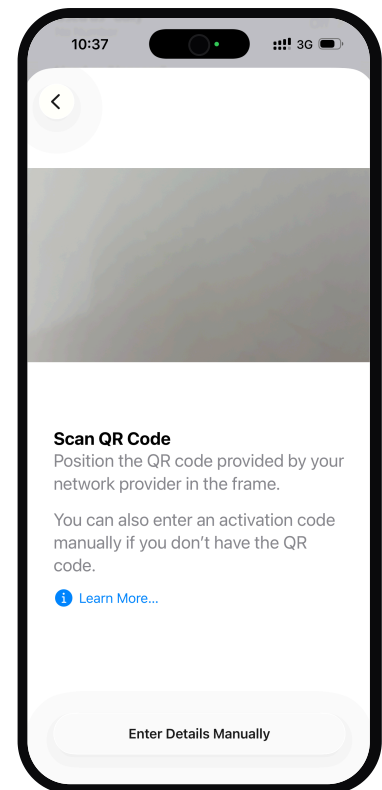 10:37
3G
Scan QR Code
Position the QR code provided by your
network provider in the frame.
You can also enter an activation code
manually if you don’t have the QR
code.
Learn More...
Enter Details Manually